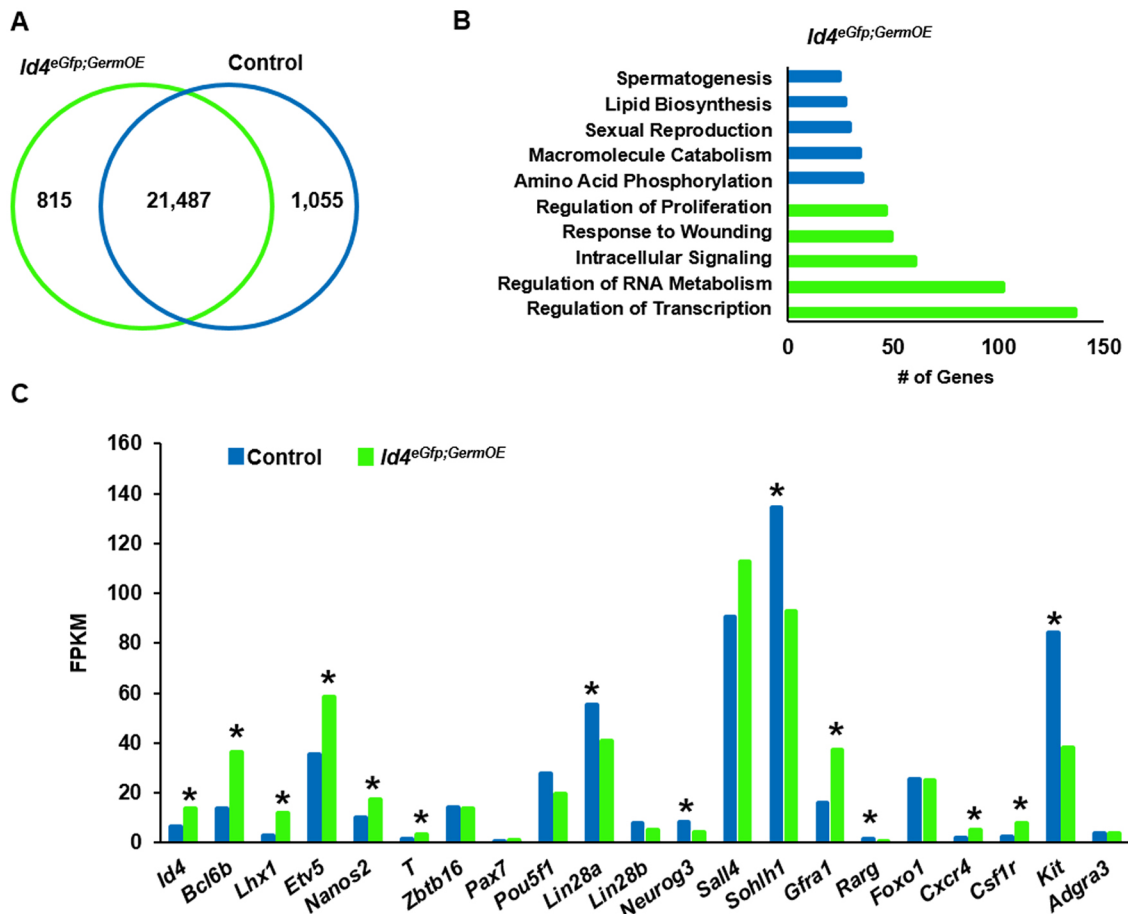 A
Id4eGfp;GermOE
Control
815
21,487
1,055
B
Id4eGfp;GermOE
Spermatogenesis
Lipid Biosynthesis
Sexual Reproduction
Macromolecule Catabolism
Amino Acid Phosphorylation
Regulation of Proliferation
Response to Wounding
Intracellular Signaling
Regulation of RNA Metabolism
Regulation of Transcription
0 50 100 150
# of Genes
C
FPKM
160
140
120
100
80
60
40
20
0
Control Id4eGfp;GermOE
* * * * * * * * * * * * * *
Id4 Bcl6b Lhx1 Etv5 Nanos2 T Zbtb16 Pax7 Pou5f1 Lin28a Lin28b Neurog3 Sall4 Sohlh1 Gfra1 Rarg Foxo1 Cxcr4 Csf1r Kit Adgra3